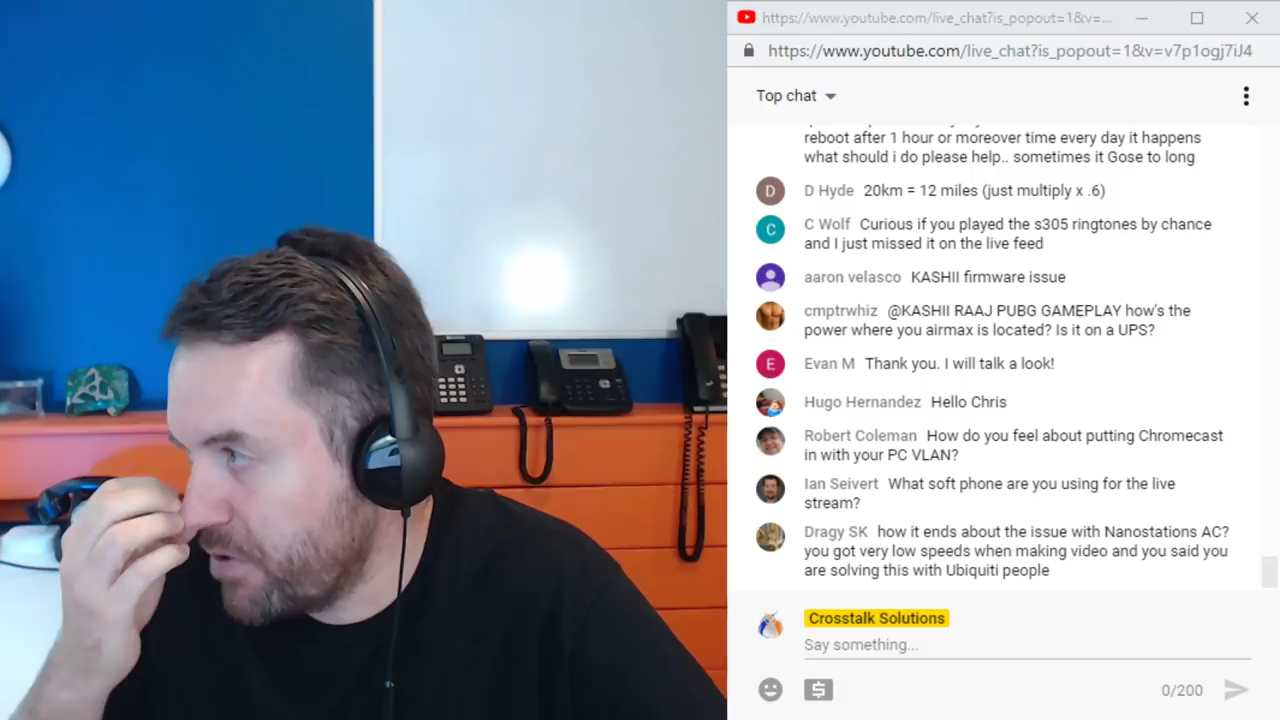 https://www.youtube.com/live_chat?is_popout=1&v=...
https://www.youtube.com/live_chat?is_popout=1&v=v7p1ogj7iJ4
Top chat
reboot after 1 hour or moreover time every day it happens
what should i do please help.. sometimes it Gose to long
D
D Hyde 20km = 12 miles (just multiply x .6)
C
C Wolf Curious if you played the s305 ringtones by chance
and I just missed it on the live feed
aaron velasco KASHII firmware issue
cmptrwhiz @KASHII RAAJ PUBG GAMEPLAY how's the
power where you airmax is located? Is it on a UPS?
E
Evan M Thank you. I will talk a look!
Hugo Hernandez Hello Chris
Robert Coleman How do you feel about putting Chromecast
in with your PC VLAN?
Ian Seivert What soft phone are you using for the live
stream?
Dragy SK how it ends about the issue with Nanostations AC?
you got very low speeds when making video and you said you
are solving this with Ubiquiti people
Crosstalk Solutions
Say something...
0/200